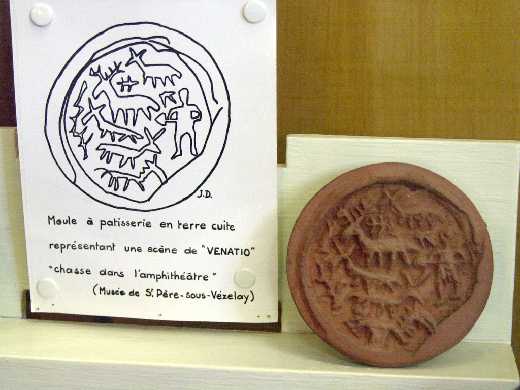 J.D.
Moule à patisserie en terre cuite
représentant une scène de "VENATIO"
"chasse dans l'amphithéâtre"
(Musée de St Père-sous-Vézelay)